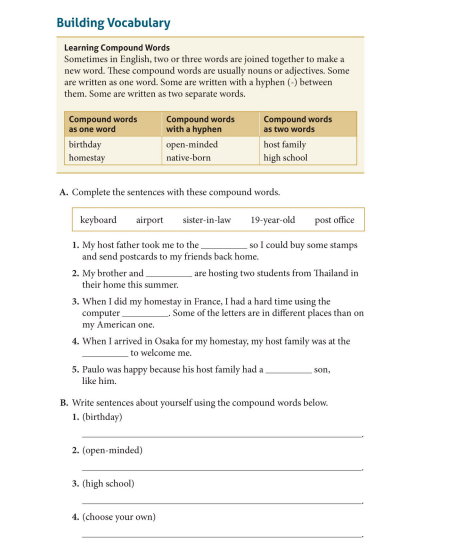 Building Vocabulary
Learning Compound Words
Sometimes in English, two or three words are joined together to make a
new word. These compound words are usually nouns or adjectives. Some
are written as one word. Some are written with a hyphen (-) between
them. Some are written as two separate words.
Compound words as one word
Compound words with a hyphen
Compound words as two words
birthday open-minded host family
homestay native-born high school
A. Complete the sentences with these compound words.
keyboard airport sister-in-law 19-year-old post office
1. My host father took me to the __________ so I could buy some stamps
and send postcards to my friends back home.
2. My brother and __________ are hosting two students from Thailand in
their home this summer.
3. When I did my homestay in France, I had a hard time using the
computer __________. Some of the letters are in different places than on
my American one.
4. When I arrived in Osaka for my homestay, my host family was at the
__________ to welcome me.
5. Paulo was happy because his host family had a __________ son,
like him.
B. Write sentences about yourself using the compound words below.
1. (birthday)
.
2. (open-minded)
.
3. (high school)
.
4. (choose your own)
.